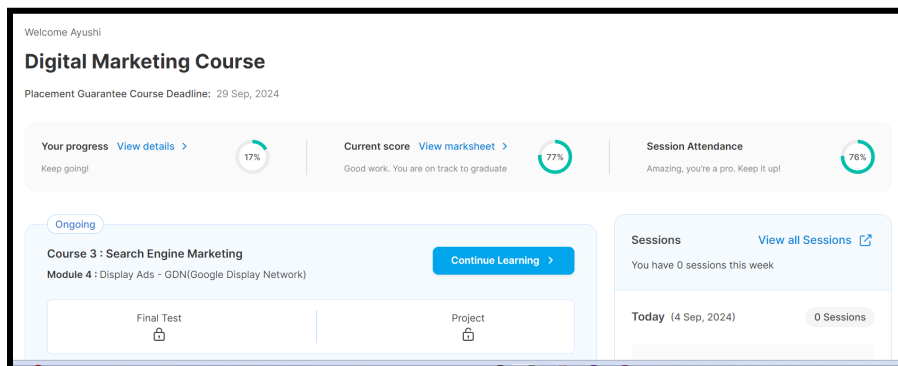 Welcome Ayushi
Digital Marketing Course
Placement Guarantee Course Deadline: 29 Sep, 2024
Your progress View details >
Keep going!
17%
Current score View marksheet >
Good work. You are on track to graduate
77%
Session Attendance
Amazing, you're a pro. Keep it up!
76%
Ongoing
Course 3 : Search Engine Marketing
Module 4 : Display Ads - GDN(Google Display Network)
Continue Learning >
Final Test
Project
Sessions
View all Sessions
You have 0 sessions this week
Today (4 Sep, 2024)
0 Sessions